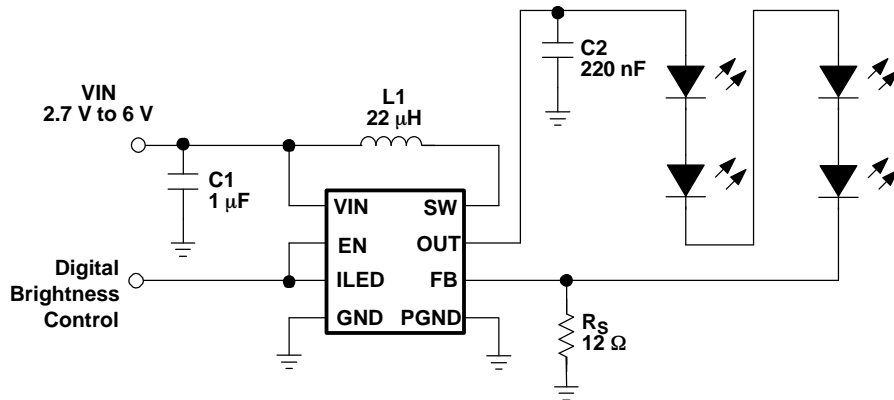 C2
220 nF
VIN
2.7 V to 6 V
L1
22 μH
C1
1 μF
VIN
SW
EN
OUT
Digital
Brightness
Control
ILED
FB
GND
PGND
RS
12 Ω